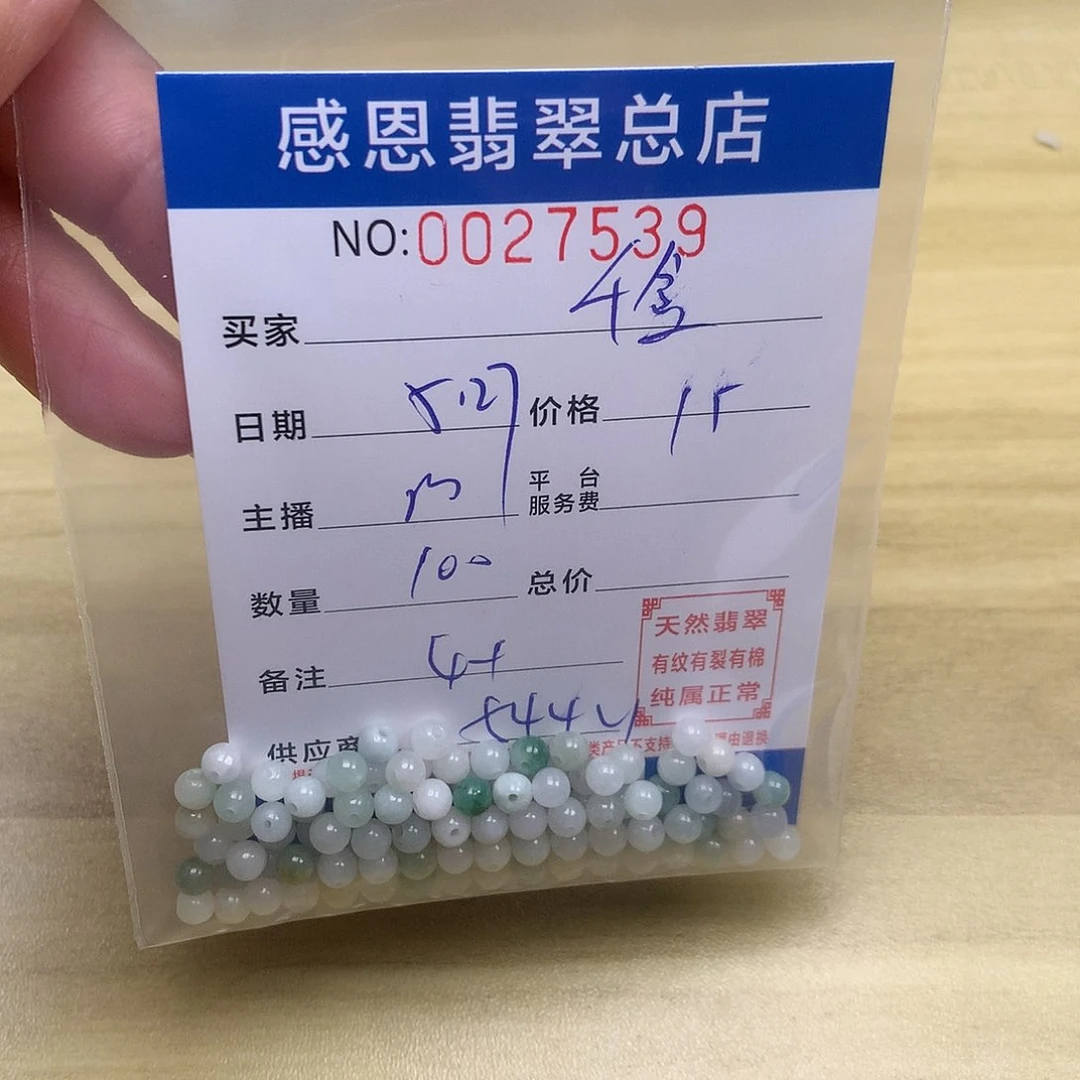 感恩翡翠总店
NO:0027539
买家
日期 5.27 价格 15
主播 平台服务费
数量 100 总价
备注 4+
天然翡翠
有纹有裂有棉
纯属正常
供应商